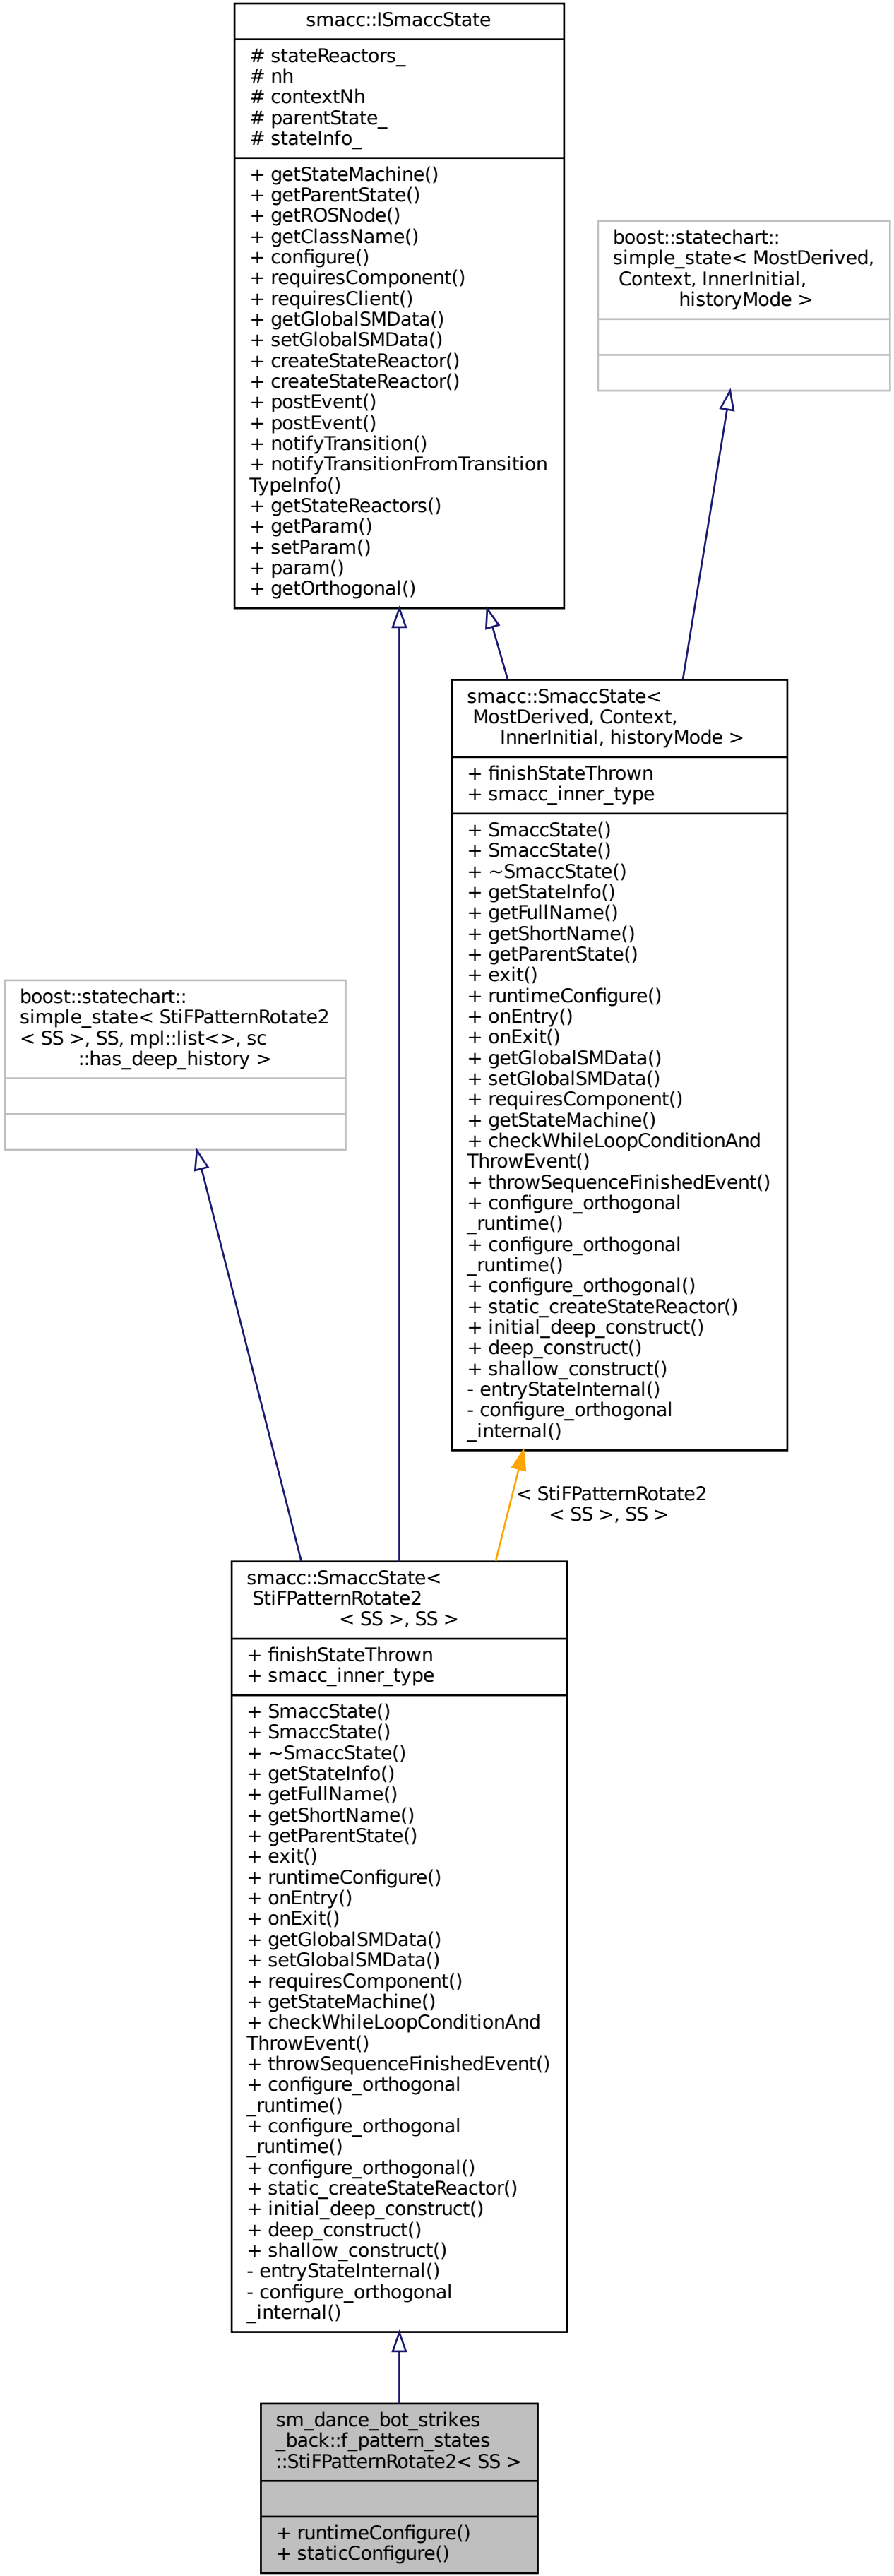 smacc::ISmaccState
# stateReactors_
# nh
# contextNh
# parentState_
# stateInfo_
+ getStateMachine()
+ getParentState()
+ getROSNode()
+ getClassName()
+ configure()
+ requiresComponent()
+ requiresClient()
+ getGlobalSMData()
+ setGlobalSMData()
+ createStateReactor()
+ createStateReactor()
+ postEvent()
+ postEvent()
+ notifyTransition()
+ notifyTransitionFromTransition
TypeInfo()
+ getStateReactors()
+ getParam()
+ setParam()
+ param()
+ getOrthogonal()
boost::statechart::
simple_state< MostDerived,
Context, InnerInitial,
historyMode >
smacc::SmaccState<
MostDerived, Context,
InnerInitial, historyMode >
+ finishStateThrown
+ smacc_inner_type
+ SmaccState()
+ SmaccState()
+ ~SmaccState()
+ getStateInfo()
+ getFullName()
+ getShortName()
+ getParentState()
+ exit()
+ runtimeConfigure()
+ onEntry()
+ onExit()
+ getGlobalSMData()
+ setGlobalSMData()
+ requiresComponent()
+ getStateMachine()
+ checkWhileLoopConditionAnd
ThrowEvent()
+ throwSequenceFinishedEvent()
+ configure_orthogonal
_runtime()
+ configure_orthogonal
_runtime()
+ configure_orthogonal()
+ static_createStateReactor()
+ initial_deep_construct()
+ deep_construct()
+ shallow_construct()
- entryStateInternal()
- configure_orthogonal
_internal()
boost::statechart::
simple_state< StiFPatternRotate2
< SS >, SS, mpl::list<>, sc
::has_deep_history >
< StiFPatternRotate2
< SS >, SS >
smacc::SmaccState<
StiFPatternRotate2
< SS >, SS >
+ finishStateThrown
+ smacc_inner_type
+ SmaccState()
+ SmaccState()
+ ~SmaccState()
+ getStateInfo()
+ getFullName()
+ getShortName()
+ getParentState()
+ exit()
+ runtimeConfigure()
+ onEntry()
+ onExit()
+ getGlobalSMData()
+ setGlobalSMData()
+ requiresComponent()
+ getStateMachine()
+ checkWhileLoopConditionAnd
ThrowEvent()
+ throwSequenceFinishedEvent()
+ configure_orthogonal
_runtime()
+ configure_orthogonal
_runtime()
+ configure_orthogonal()
+ static_createStateReactor()
+ initial_deep_construct()
+ deep_construct()
+ shallow_construct()
- entryStateInternal()
- configure_orthogonal
_internal()
sm_dance_bot_strikes
_back::f_pattern_states
::StiFPatternRotate2< SS >
+ runtimeConfigure()
+ staticConfigure()